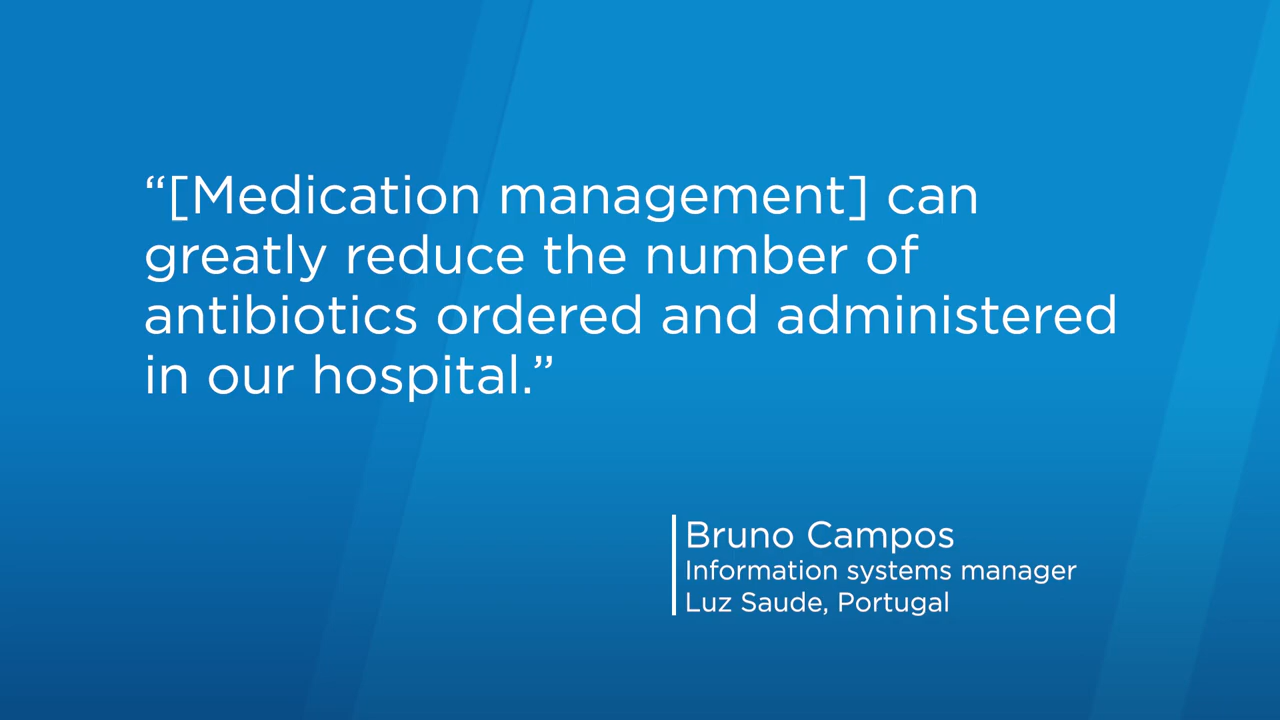 “[Medication management] can
greatly reduce the number of
antibiotics ordered and administered
in our hospital.”
Bruno Campos
Information systems manager
Luz Saude, Portugal